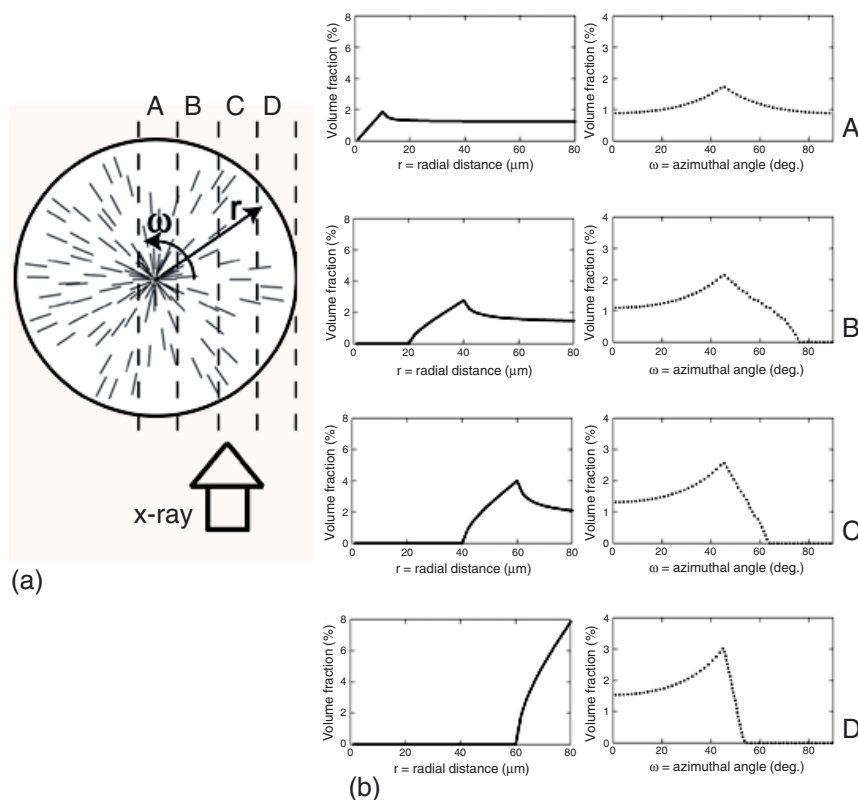 A B C D
ω
r
x-ray
(a)
Volume fraction (%)
8
6
4
2
0
0 20 40 60 80
r = radial distance (μm)
Volume fraction (%)
4
3
2
1
0
0 20 40 60 80
ω = azimuthal angle (deg.)
A
Volume fraction (%)
8
6
4
2
0
0 20 40 60 80
r = radial distance (μm)
Volume fraction (%)
4
3
2
1
0
0 20 40 60 80
ω = azimuthal angle (deg.)
B
Volume fraction (%)
8
6
4
2
0
0 20 40 60 80
r = radial distance (μm)
Volume fraction (%)
4
3
2
1
0
0 20 40 60 80
ω = azimuthal angle (deg.)
C
Volume fraction (%)
8
6
4
2
0
0 20 40 60 80
r = radial distance (μm)
Volume fraction (%)
4
3
2
1
0
0 20 40 60 80
ω = azimuthal angle (deg.)
D
(b)